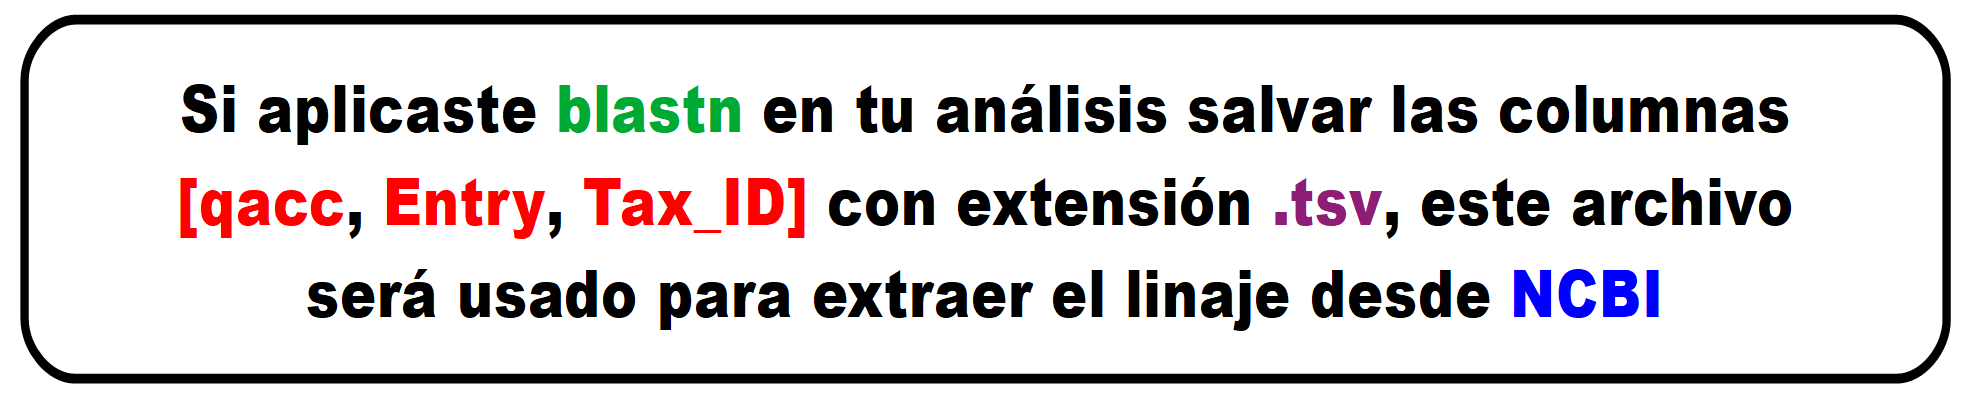 Si aplicaste blastn en tu análisis salvar las columnas
[qacc, Entry, Tax_ID] con extensión .tsv, este archivo
será usado para extraer el linaje desde NCBI